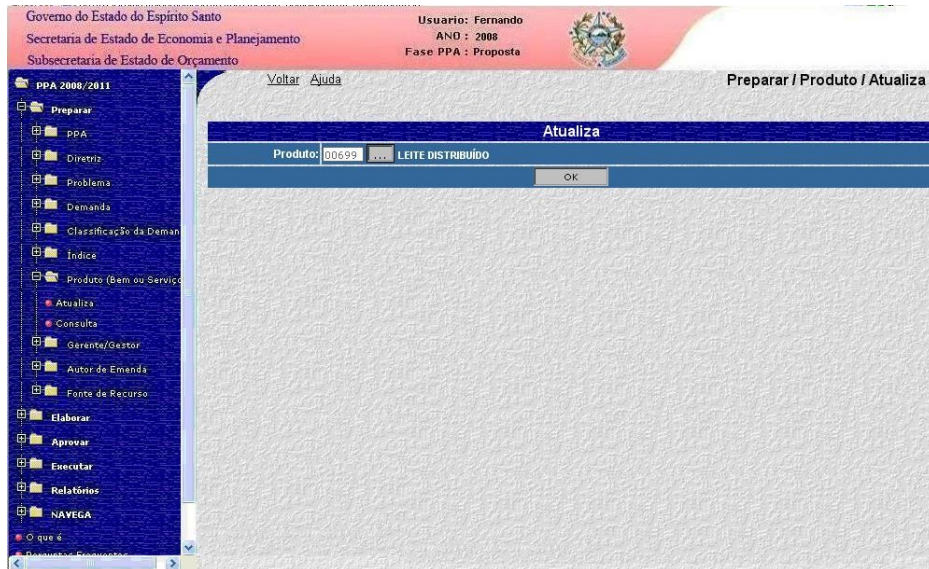 Governo do Estado do Espírito Santo
Secretaria de Estado de Economia e Planejamento
Subsecretaria de Estado de Orçamento
Usuario: Fernando
ANO : 2008
Fase PPA : Proposta
Voltar Ajuda
Preparar / Produto / Atualiza
PPA 2008/2011
Preparar
PPA
Diretriz
Problema
Demanda
Classificação da Deman
Índice
Produto (Bem ou Serviço
Atualiza
Consulta
Gerente/Gestor
Autor de Emenda
Fonte de Recurso
Elaborar
Aprovar
Executar
Relatórios
NAVEGA
O que é
Perguntas Frequentes
Atualiza
Produto: 00699 ... LEITE DISTRIBUÍDO
OK